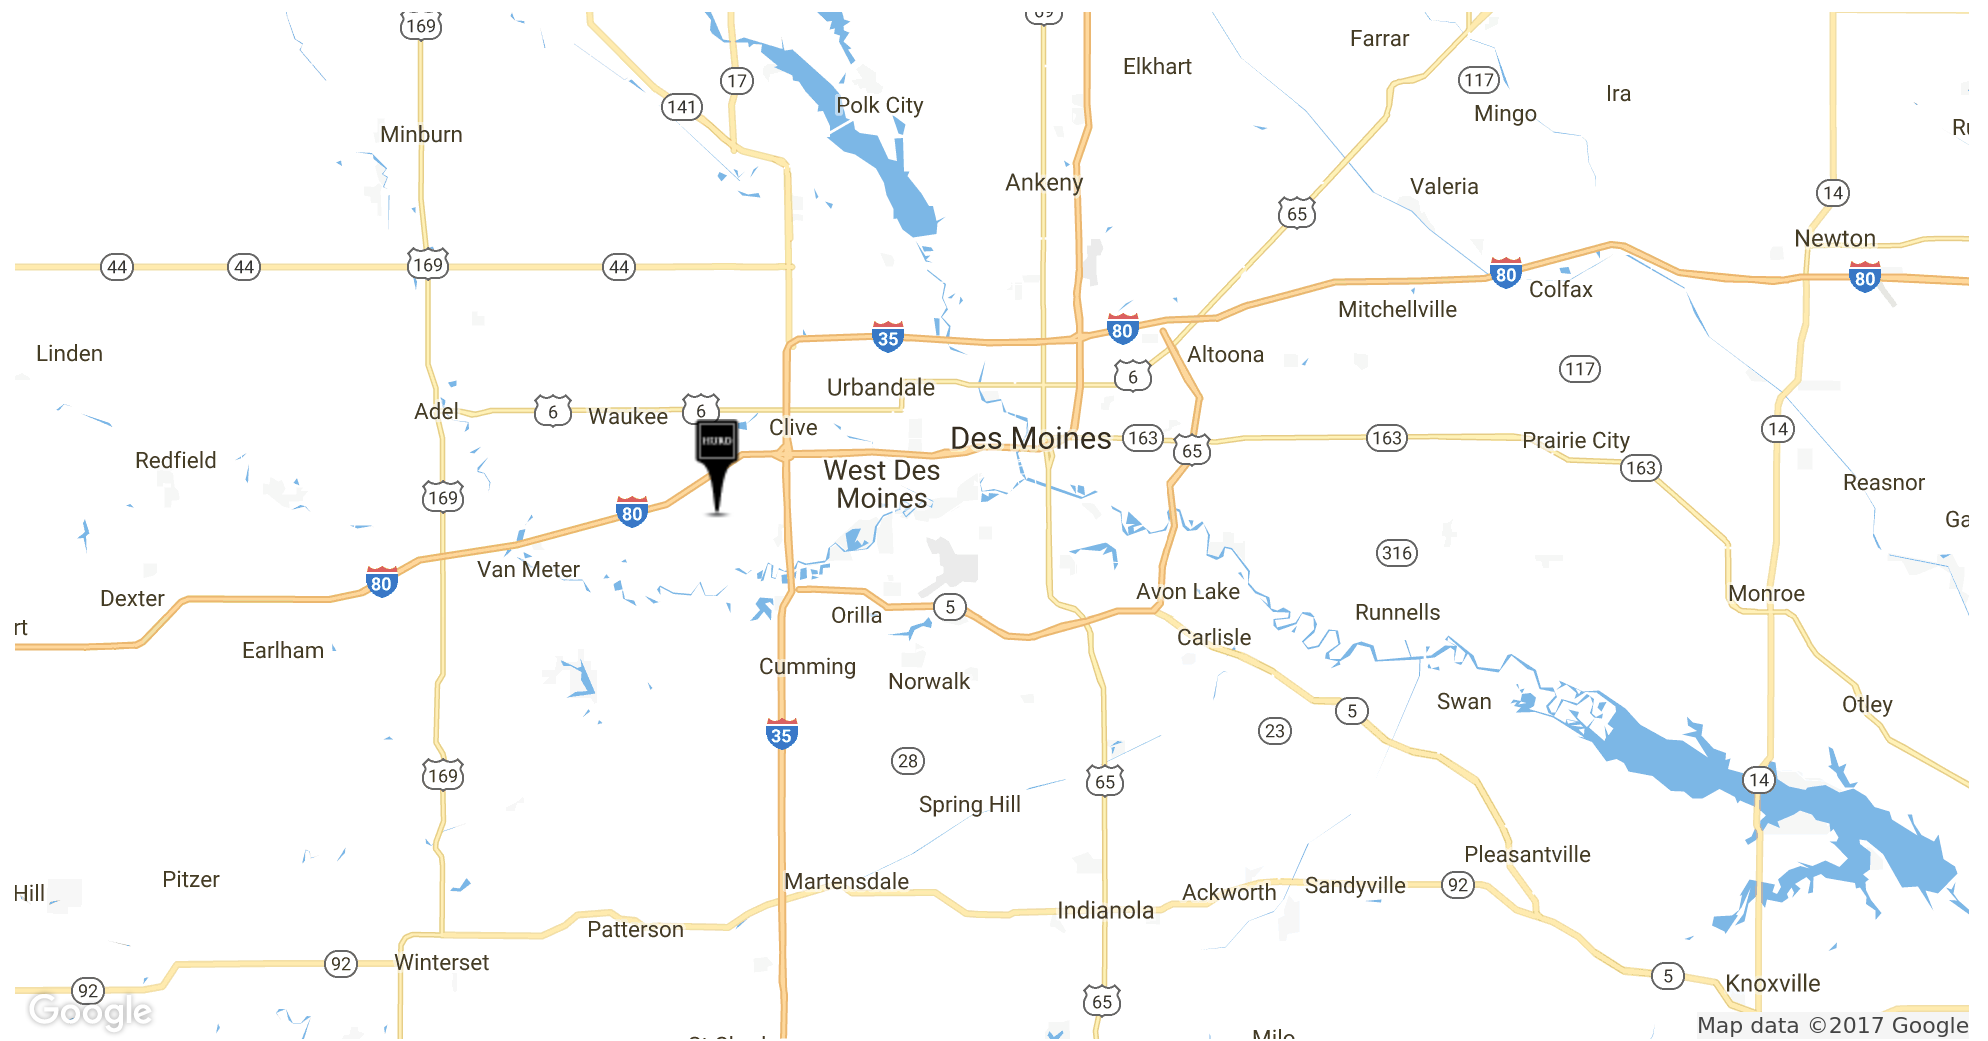 169
69
Farrar
Elkhart
17
117
141
Polk City
Ira
Mingo
Minburn
Ankeny
Valeria
14
65
Newton
44
44
169
44
80
80
Colfax
Mitchellville
35
80
Linden
Altoona
117
6
Urbandale
Adel
6
Waukee
6
Clive
HURD
Des Moines
163
65
163
Prairie City
14
Redfield
West Des
Moines
163
169
Reasnor
80
Ga
316
Van Meter
80
Dexter
Avon Lake
Monroe
Orilla
5
Runnells
rt
Carlisle
Earlham
Cumming
Norwalk
Swan
Otley
5
35
23
28
169
65
14
Spring Hill
Pleasantville
Hill
Pitzer
Martensdale
Ackworth
Sandyville
92
Indianola
Patterson
92
Winterset
5
Knoxville
92
65
Google
Map data ©2017 Google